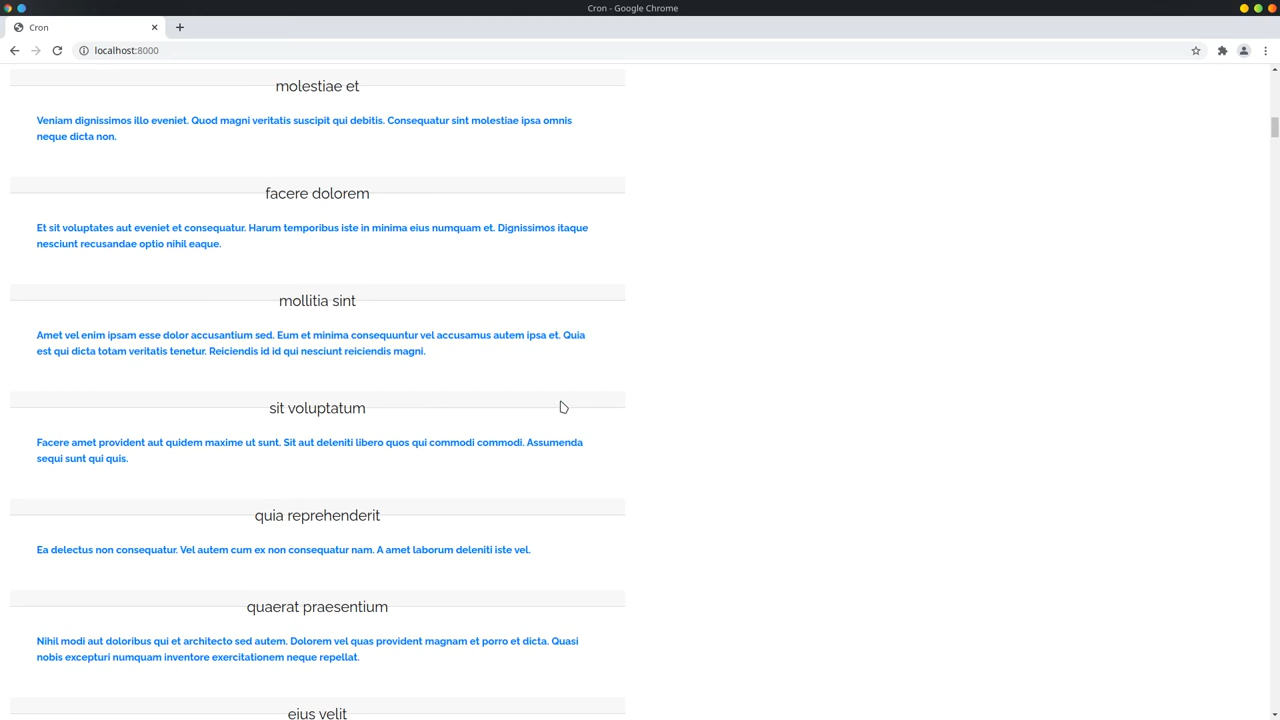 Cron - Google Chrome
Cron
localhost:8000
molestiae et
Veniam dignissimos illo eveniet. Quod magni veritatis suscipit qui debitis. Consequatur sint molestiae ipsa omnis
neque dicta non.
facere dolorem
Et sit voluptates aut eveniet et consequatur. Harum temporibus iste in minima eius numquam et. Dignissimos itaque
nesciunt recusandae optio nihil eaque.
mollitia sint
Amet vel enim ipsam esse dolor accusantium sed. Eum et minima consequuntur vel accusamus autem ipsa et. Quia
est qui dicta totam veritatis tenetur. Reiciendis id id qui nesciunt reiciendis magni.
sit voluptatum
Facere amet provident aut quidem maxime ut sunt. Sit aut deleniti libero quos qui commodi commodi. Assumenda
sequi sunt qui quis.
quia reprehenderit
Ea delectus non consequatur. Vel autem cum ex non consequatur nam. A amet laborum deleniti iste vel.
quaerat praesentium
Nihil modi aut doloribus qui et architecto sed autem. Dolorem vel quas provident magnam et porro et dicta. Quasi
nobis excepturi numquam inventore exercitationem neque repellat.
eius velit